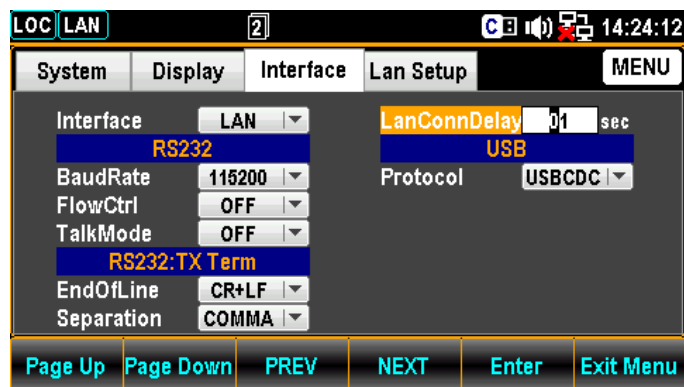 LOC LAN 2 C 14:24:12
System Display Interface Lan Setup MENU
Interface LAN LanConnDelay 01 sec
RS232 USB
BaudRate 115200 Protocol USBCDC
FlowCtrl OFF
TalkMode OFF
RS232:TX Term
EndOfLine CR+LF
Separation COMMA
Page Up Page Down PREV NEXT Enter Exit Menu